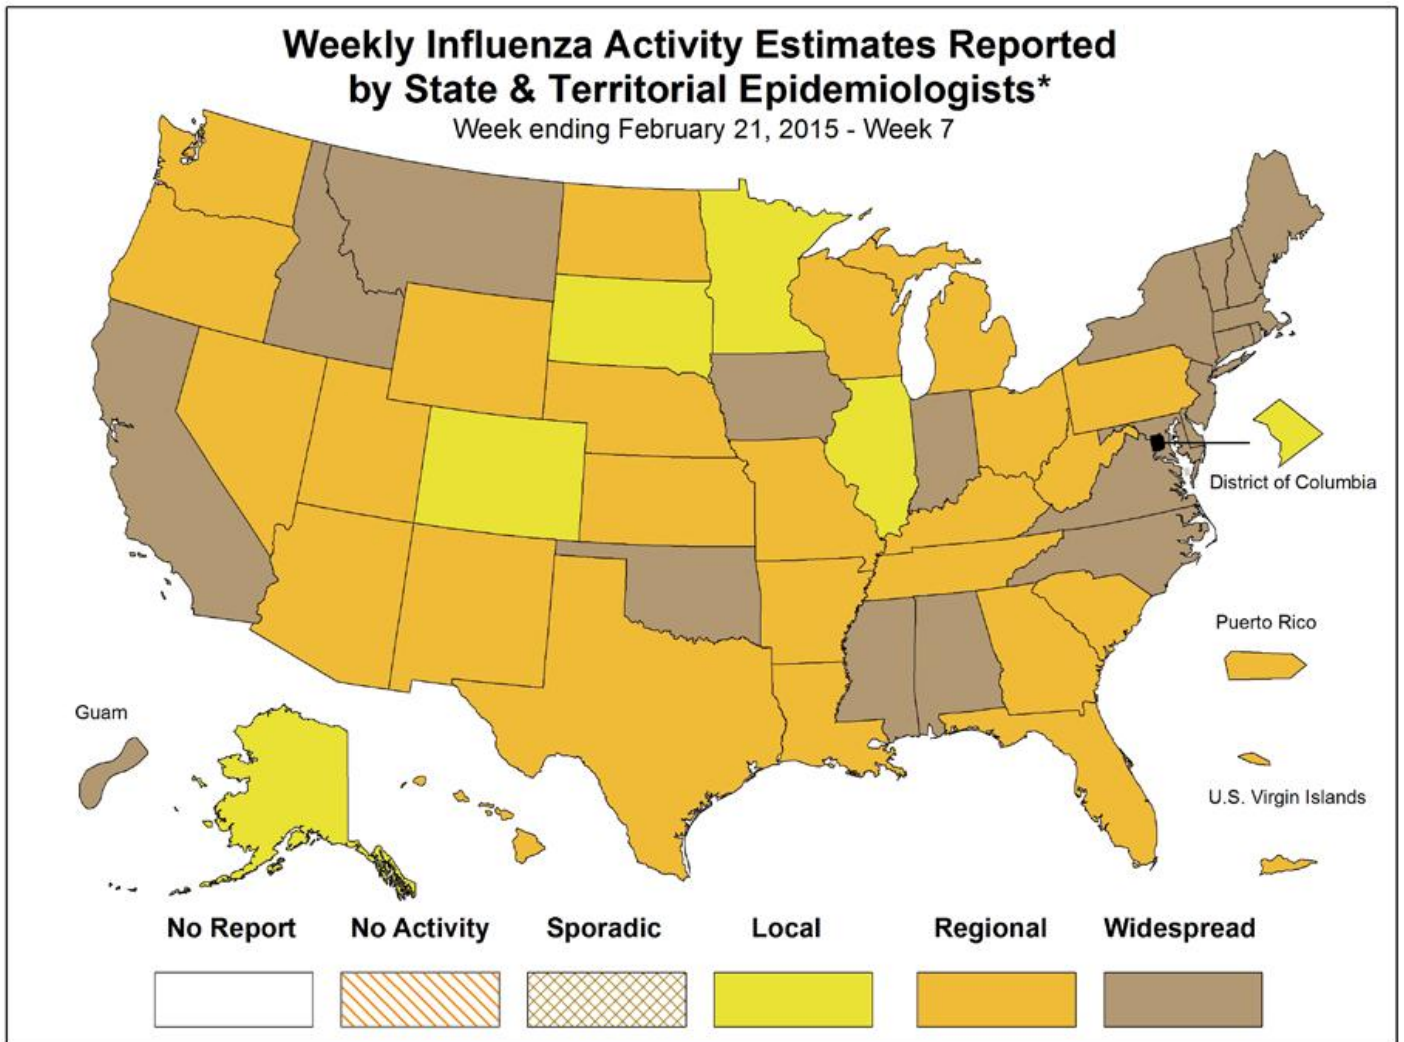 Weekly Influenza Activity Estimates Reported
by State & Territorial Epidemiologists*
Week ending February 21, 2015 - Week 7
District of Columbia
Puerto Rico
Guam
U.S. Virgin Islands
No Report No Activity Sporadic Local Regional Widespread